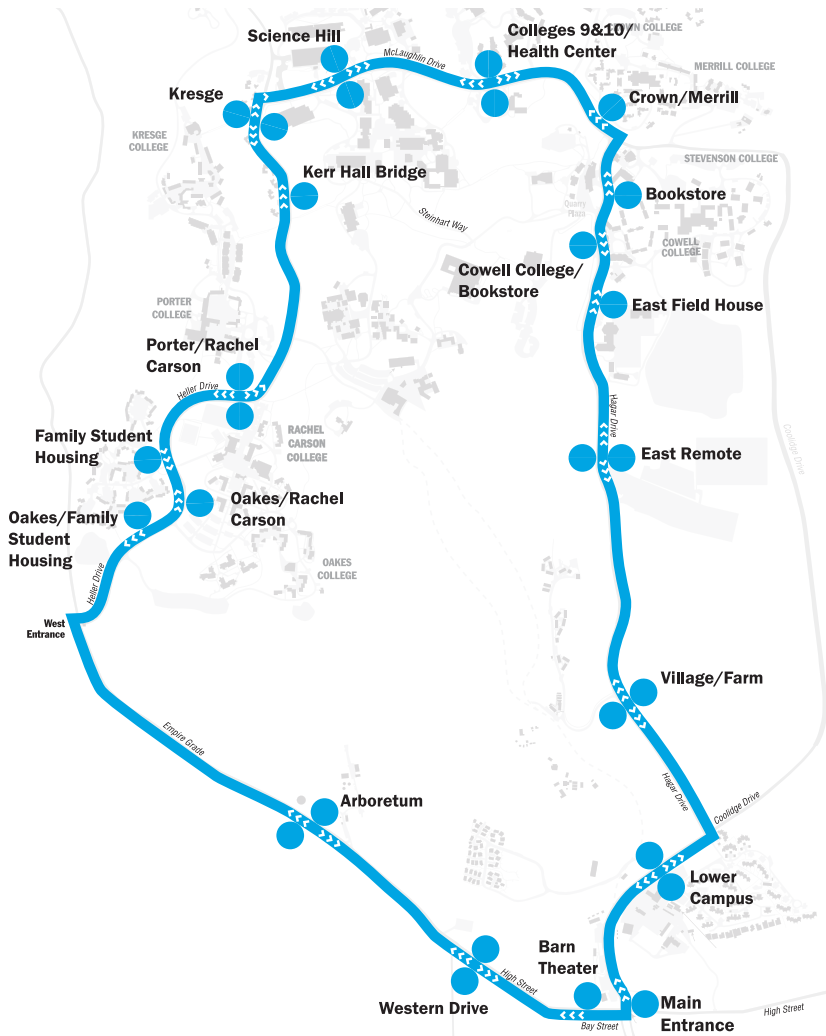 Colleges 9&10/
Health Center
CROWN COLLEGE
Science Hill
McLaughlin Drive
MERRILL COLLEGE
Kresge
Crown/Merrill
KRESGE
COLLEGE
STEVENSON COLLEGE
Kerr Hall Bridge
Bookstore
Quarry
Plaza
Steinhart Way
COWELL
COLLEGE
Cowell College/
Bookstore
PORTER
COLLEGE
East Field House
Porter/Rachel
Carson
Heller Drive
Hagar Drive
Coolidge Drive
RACHEL
CARSON
COLLEGE
Family Student
Housing
East Remote
Oakes/Rachel
Carson
Oakes/Family
Student
Housing
OAKES
COLLEGE
Heller Drive
West
Entrance
Village/Farm
Empire Grade
Hagar Drive
Coolidge Drive
Arboretum
Lower
Campus
Barn
Theater
High Street
Western Drive
Main
Entrance
High Street
Bay Street